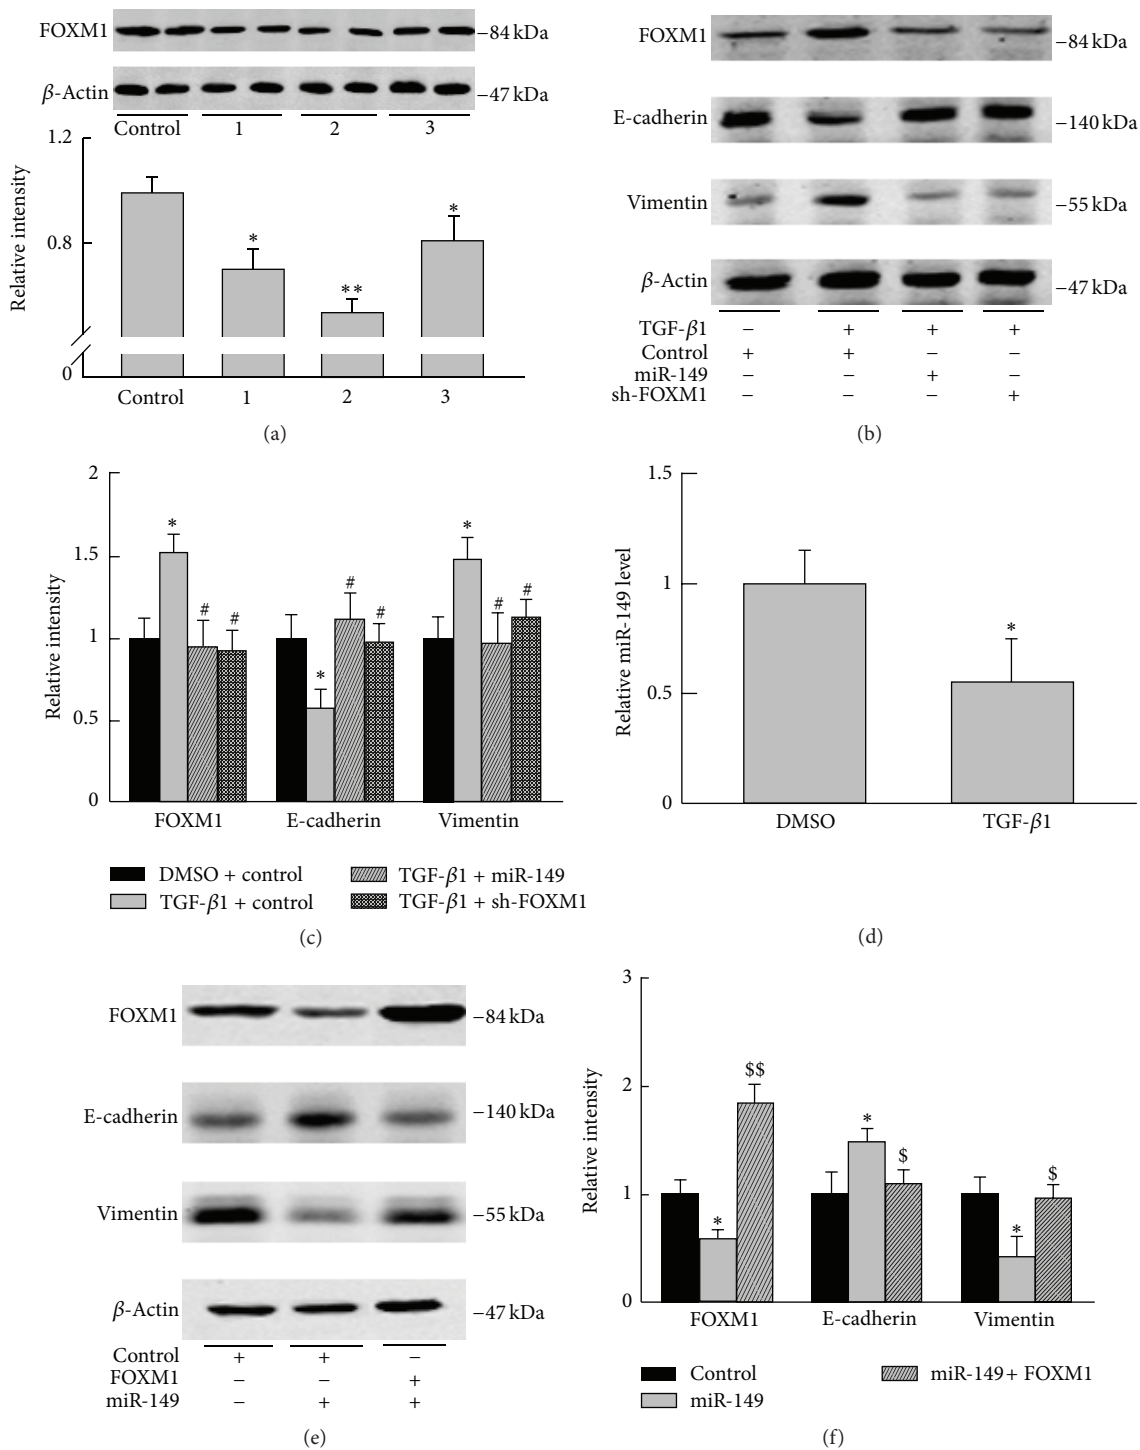 FOXM1
–84 kDa
β-Actin
–47 kDa
Control 1 2 3
1.2
0.8
0
Relative intensity
* ** *
Control 1 2 3
(a)
FOXM1
–84 kDa
E-cadherin
–140 kDa
Vimentin
–55 kDa
β-Actin
–47 kDa
TGF-β1 − + + +
Control + + − −
miR-149 − − + −
sh-FOXM1 − − − +
(b)
2
1.5
1
0.5
0
Relative intensity
* # # * # # * # #
FOXM1 E-cadherin Vimentin
DMSO + control
TGF-β1 + miR-149
TGF-β1 + control
TGF-β1 + sh-FOXM1
(c)
1.5
1
0.5
0
Relative miR-149 level
*
DMSO TGF-β1
(d)
FOXM1
–84 kDa
E-cadherin
–140 kDa
Vimentin
–55 kDa
β-Actin
–47 kDa
Control + + −
FOXM1 − − +
miR-149 − + +
(e)
3
2
1
0
Relative intensity
* $$ * $ * $
FOXM1 E-cadherin Vimentin
Control
miR-149 + FOXM1
miR-149
(f)